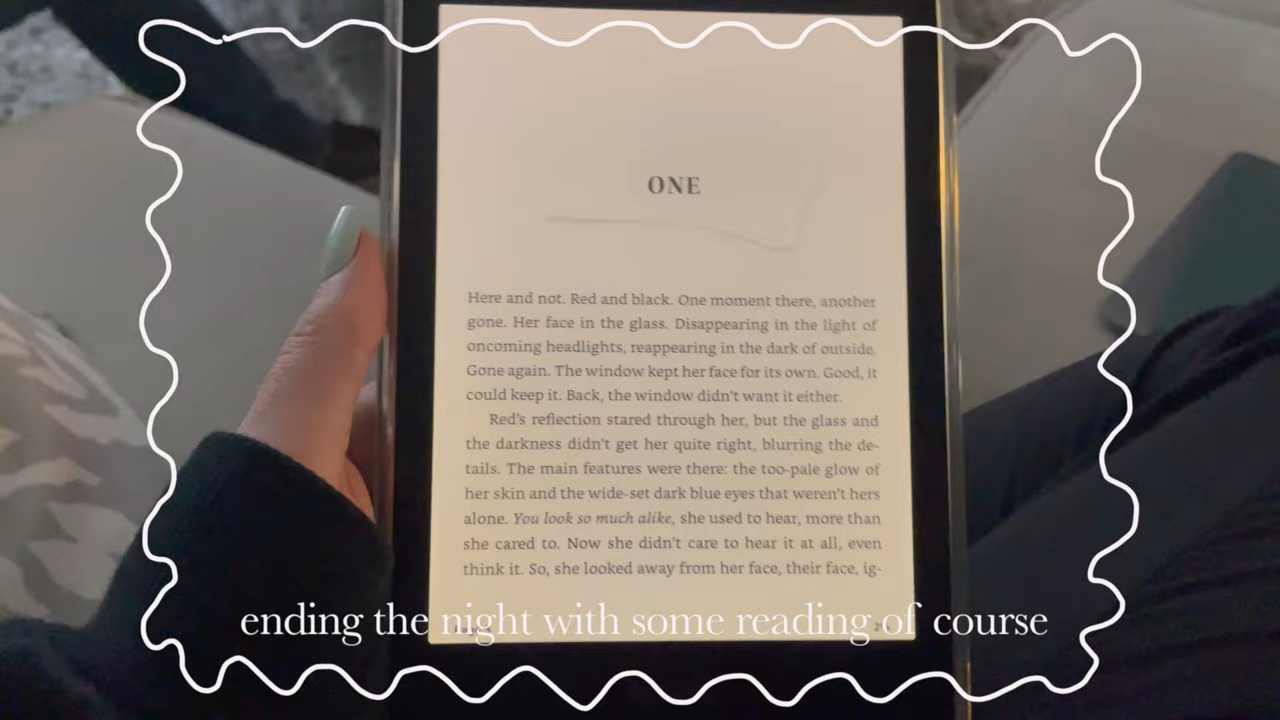 ONE
Here and not. Red and black. One moment there, another
gone. Her face in the glass. Disappearing in the light of
oncoming headlights, reappearing in the dark of outside.
Gone again. The window kept her face for its own. Good, it
could keep it. Back, the window didn't want it either.
Red's reflection stared through her, but the glass and
the darkness didn't get her quite right, blurring the de-
tails. The main features were there: the too-pale glow of
her skin and the wide-set dark blue eyes that weren't hers
alone. You look so much alike, she used to hear, more than
she cared to. Now she didn't care to hear it at all, even
think it. So, she looked away from her face, their face, ig-
ending the night with some reading of course